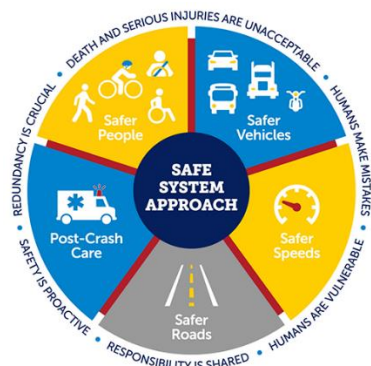 DEATH AND SERIOUS INJURIES ARE UNACCEPTABLE
HUMANS MAKE MISTAKES
HUMANS ARE VULNERABLE
RESPONSIBILITY IS SHARED
SAFETY IS PROACTIVE
REDUNDANCY IS CRUCIAL
Safer
People
Safer
Vehicles
SAFE
SYSTEM
APPROACH
Post-Crash
Care
Safer
Speeds
Safer
Roads